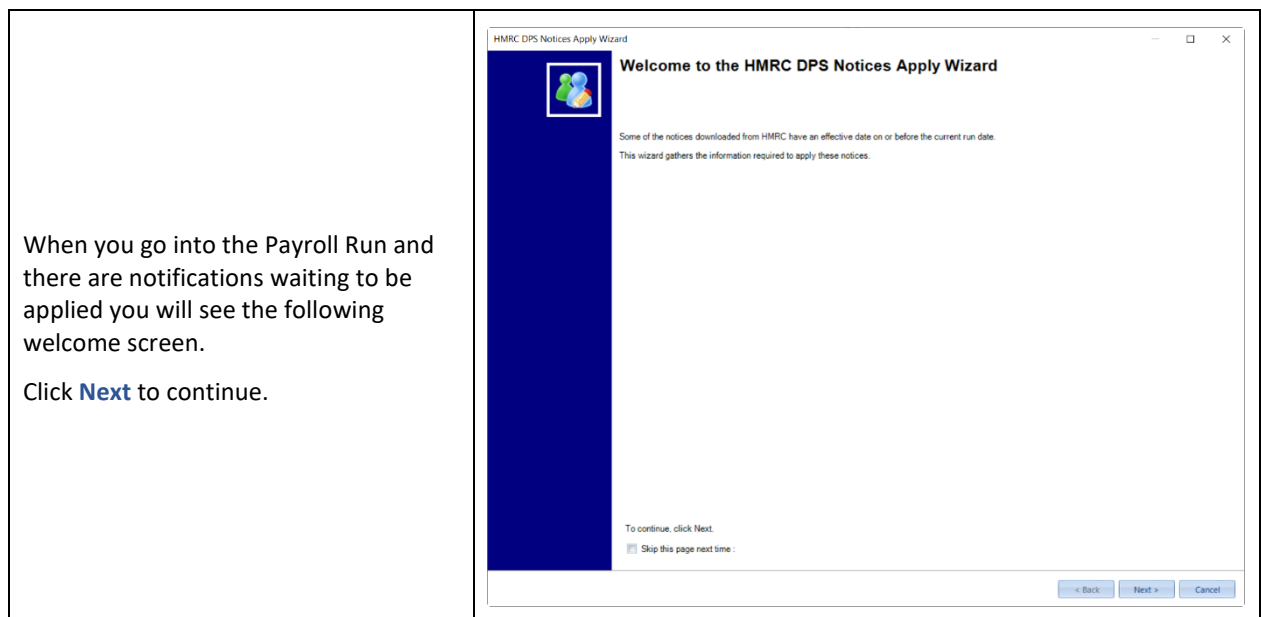 When you go into the Payroll Run and
there are notifications waiting to be
applied you will see the following
welcome screen.
Click Next to continue.
HMRC DPS Notices Apply Wizard
Welcome to the HMRC DPS Notices Apply Wizard
Some of the notices downloaded from HMRC have an effective date on or before the current run date.
This wizard gathers the information required to apply these notices.
To continue, click Next.
Skip this page next time :
< Back Next > Cancel